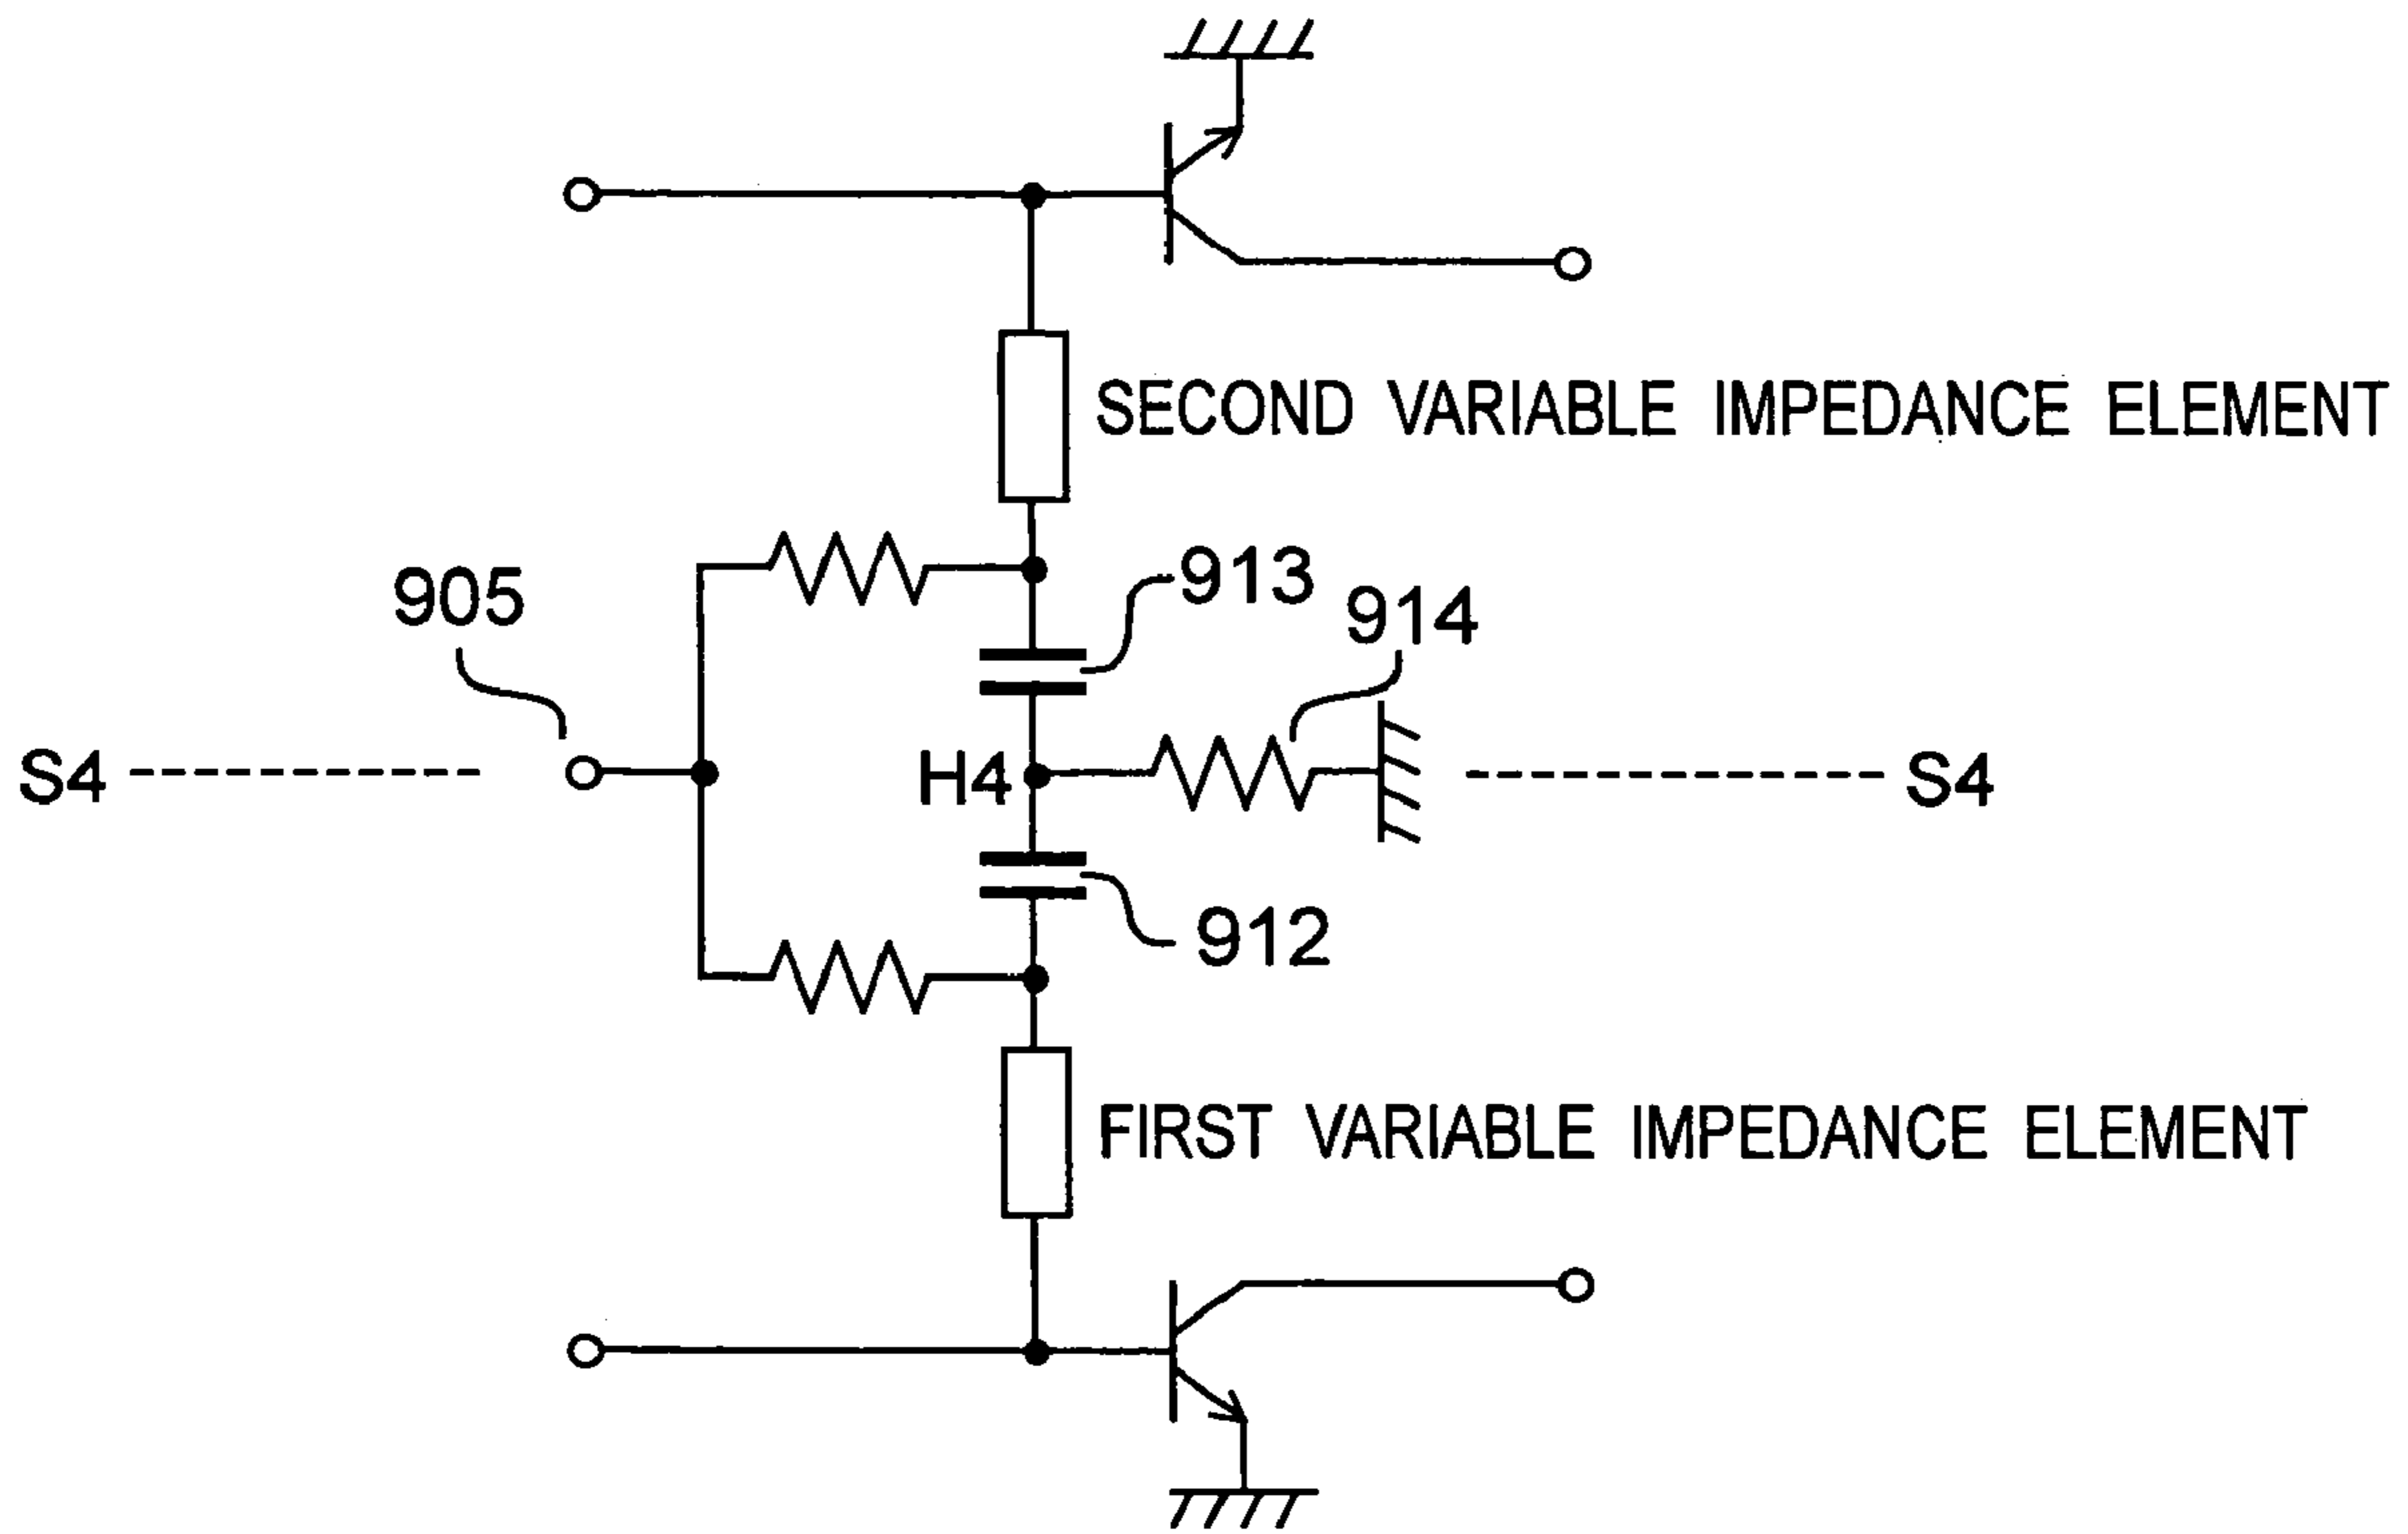 SECOND VARIABLE IMPEDANCE ELEMENT
913
905
914
S4
H4
S4
912
FIRST VARIABLE IMPEDANCE ELEMENT